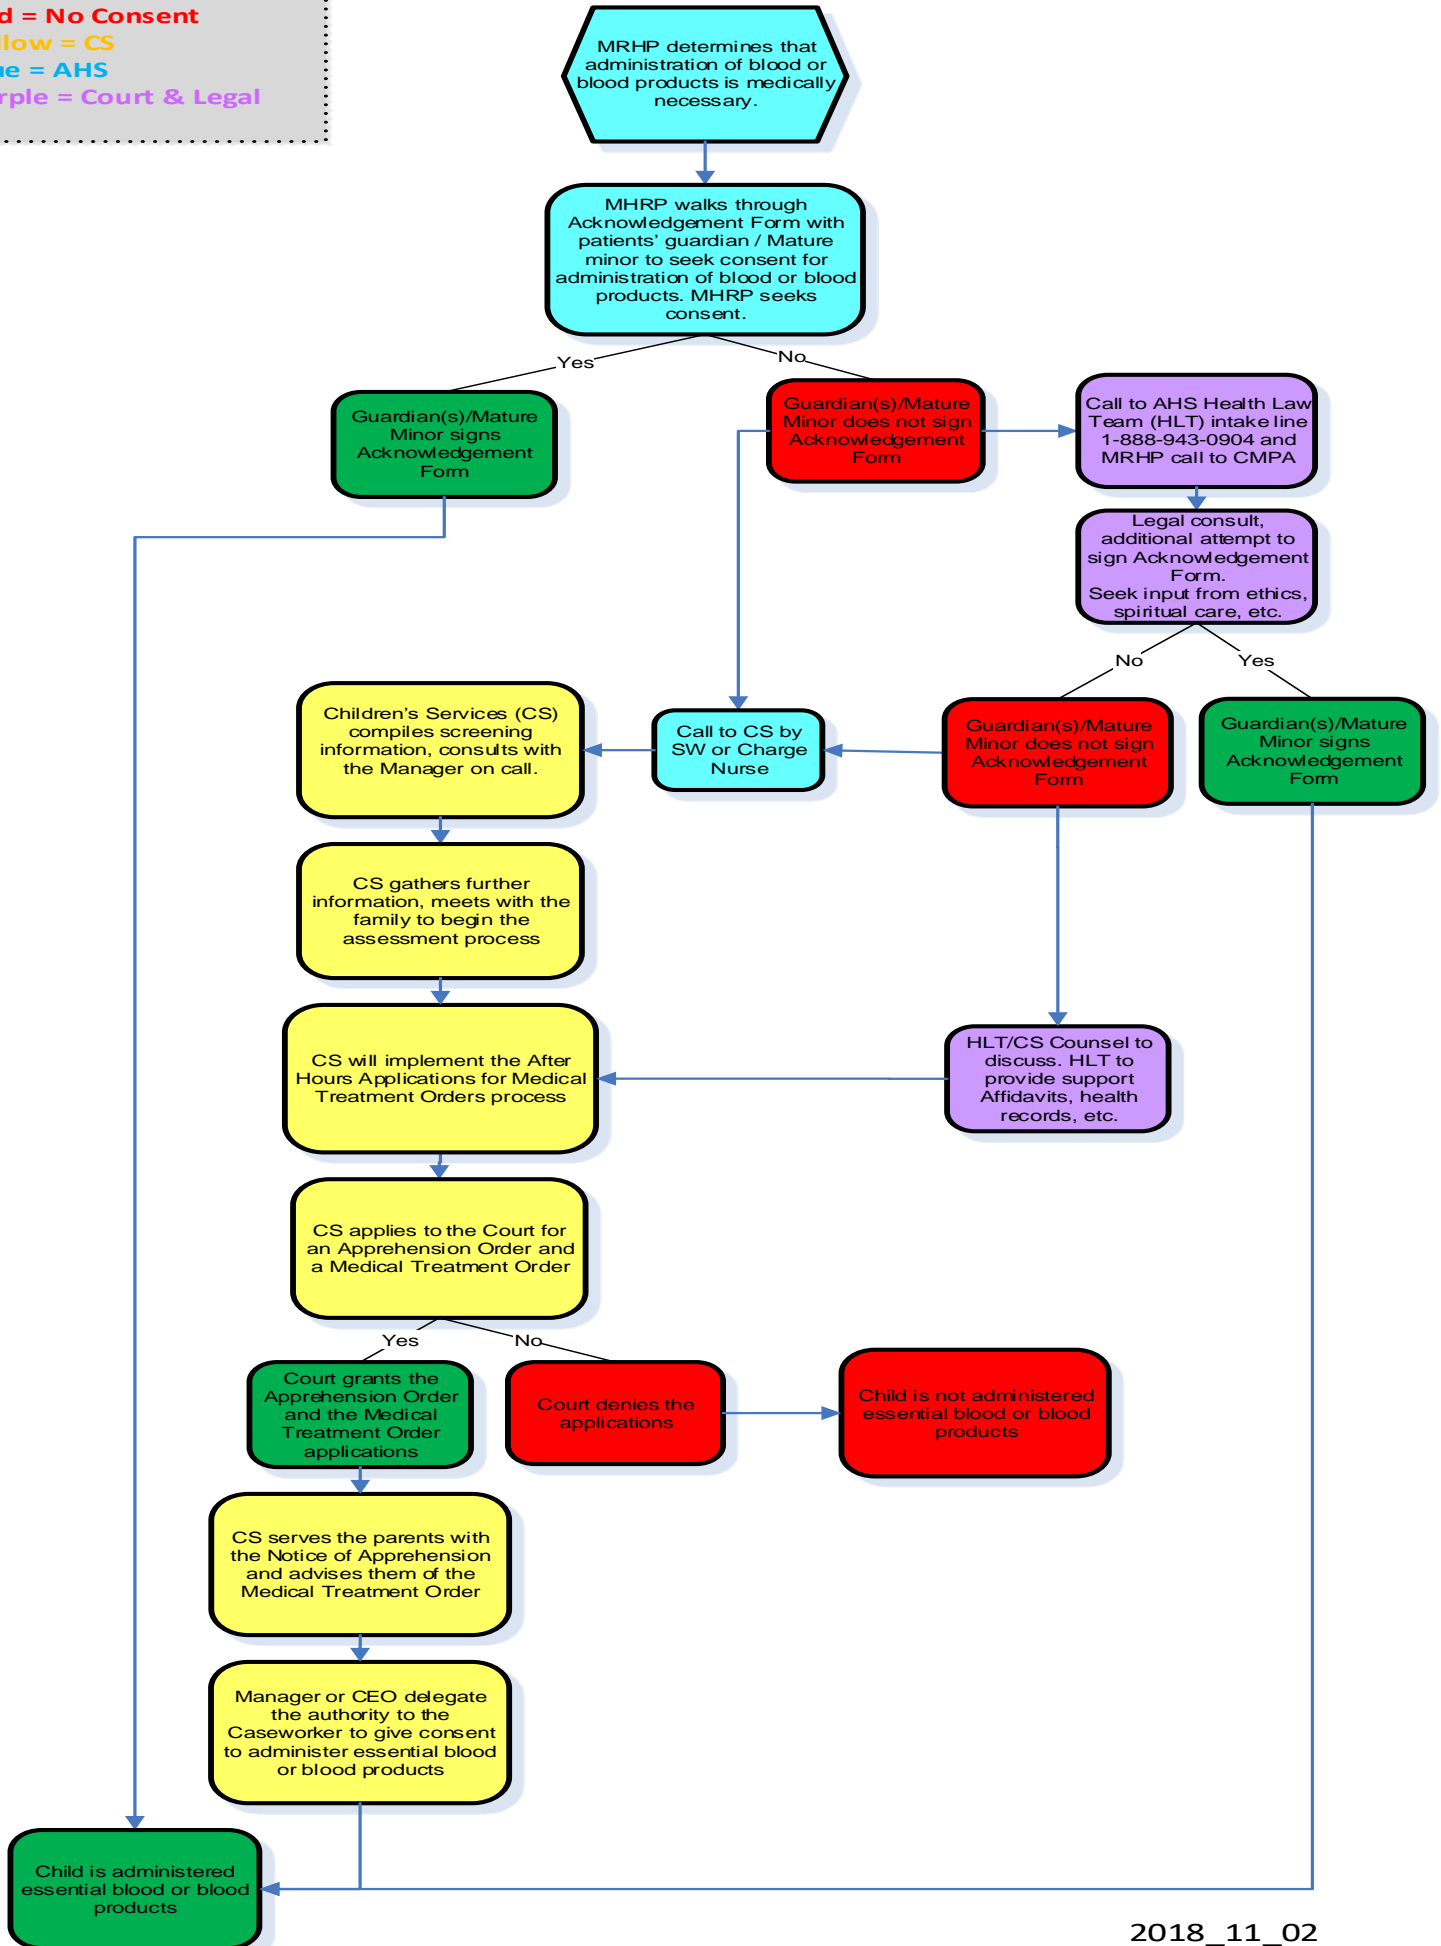 d = No Consent
llow = CS
ue = AHS
rple = Court & Legal
MRHP determines that
administration of blood or
blood products is medically
necessary.
MHRP walks through
Acknowledgement Form with
patients' guardian / Mature
minor to seek consent for
administration of blood or blood
products. MHRP seeks
consent.
Yes
No
Guardian(s)/Mature
Minor signs
Acknowledgement
Form
Guardian(s)/Mature
Minor does not sign
Acknowledgement
Form
Call to AHS Health Law
Team (HLT) intake line
1-888-943-0904 and
MRHP call to CMPA
Legal consult,
additional attempt to
sign Acknowledgement
Form.
Seek input from ethics,
spiritual care, etc.
No
Yes
Children's Services (CS)
compiles screening
information, consults with
the Manager on call.
Call to CS by
SW or Charge
Nurse
Guardian(s)/Mature
Minor does not sign
Acknowledgement
Form
Guardian(s)/Mature
Minor signs
Acknowledgement
Form
CS gathers further
information, meets with the
family to begin the
assessment process
CS will implement the After
Hours Applications for Medical
Treatment Orders process
HLT/CS Counsel to
discuss. HLT to
provide support
Affidavits, health
records, etc.
CS applies to the Court for
an Apprehension Order and
a Medical Treatment Order
Yes
No
Court grants the
Apprehension Order
and the Medical
Treatment Order
applications
Court denies the
applications
Child is not administered
essential blood or blood
products
CS serves the parents with
the Notice of Apprehension
and advises them of the
Medical Treatment Order
Manager or CEO delegate
the authority to the
Caseworker to give consent
to administer essential blood
or blood products
Child is administered
essential blood or blood
products
2018_11_02